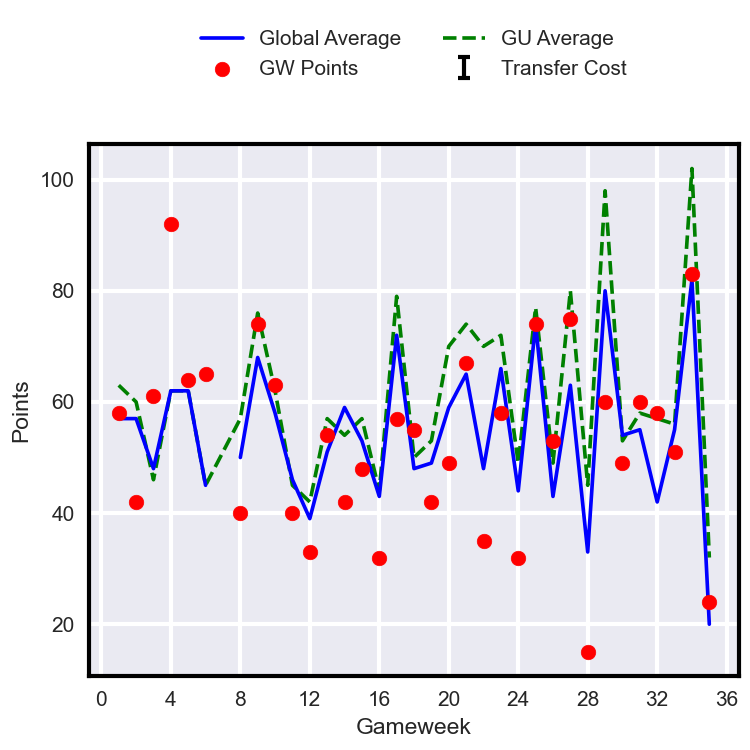 Global Average
GU Average
GW Points
Transfer Cost
100
80
60
40
20
Points
0 4 8 12 16 20 24 28 32 36
Gameweek